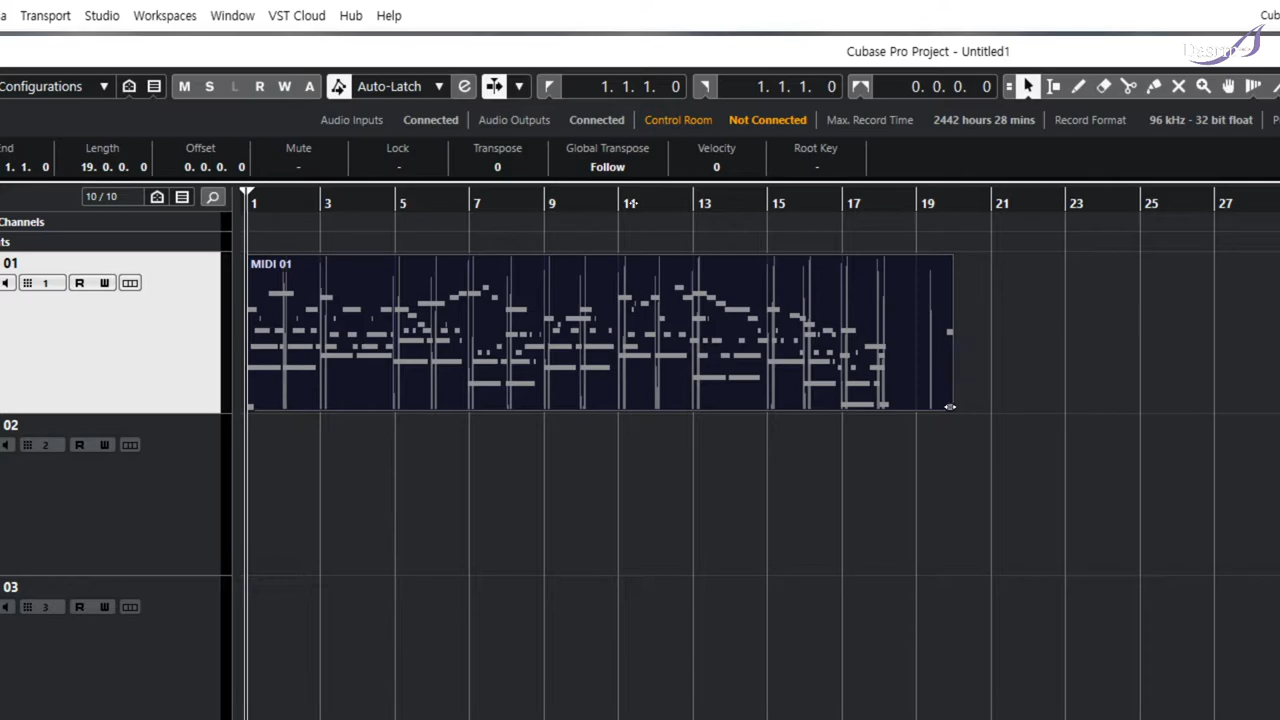 Transport Studio Workspaces Window VST Cloud Hub Help
Cubase Pro Project - Untitled1
Configurations M S L R W A Auto-Latch 1. 1. 1. 0 1. 1. 1. 0 0. 0. 0. 0
Audio Inputs Connected Audio Outputs Connected Control Room Not Connected Max. Record Time 2442 hours 28 mins Record Format 96 kHz - 32 bit float
End Length Offset Mute Lock Transpose Global Transpose Velocity Root Key
1. 1. 0 19. 0. 0. 0 0. 0. 0. 0 - - 0 Follow 0 -
10 / 10 1 3 5 7 9 11 13 15 17 19 21 23 25 27
Channels
01 MIDI 01
1 R W
02
2 R W
03
3 R W